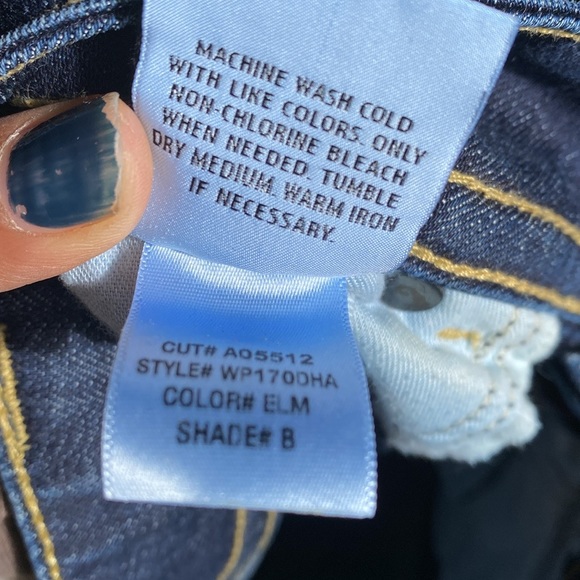 MACHINE WASH COLD
WITH LIKE COLORS. ONLY
NON-CHLORINE BLEACH
WHEN NEEDED. TUMBLE
DRY MEDIUM. WARM IRON
IF NECESSARY.
CUT# A05512
STYLE# WP170DHA
COLOR# ELM
SHADE# B